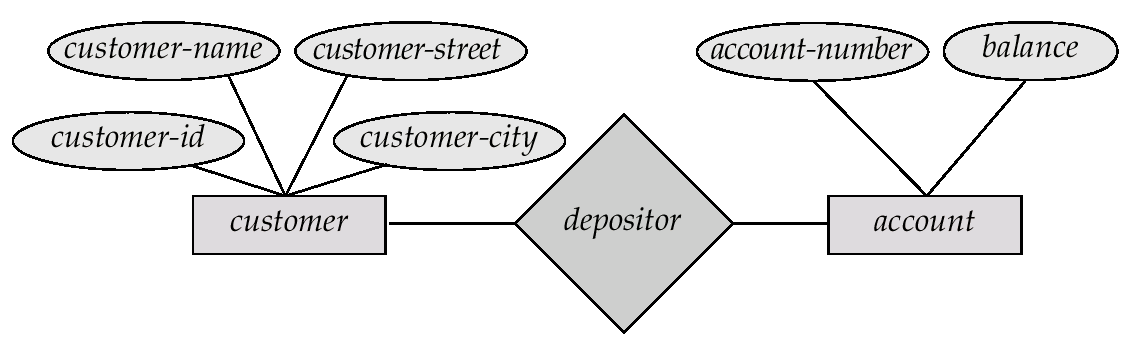 customer-name
customer-street
account-number
balance
customer-id
customer-city
customer
depositor
account